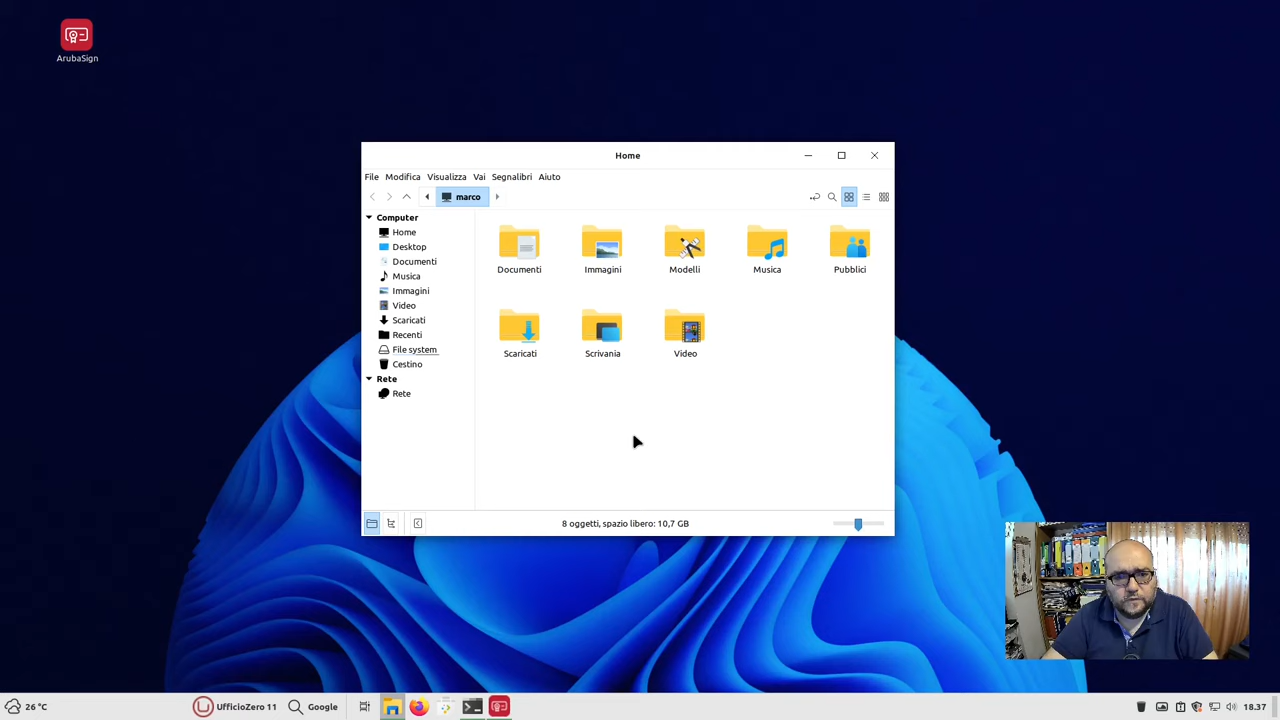 ArubaSign
Home
File Modifica Visualizza Vai Segnalibri Aiuto
marco
Computer
Home
Desktop
Documenti
Musica
Immagini
Video
Scaricati
Recenti
File system
Cestino
Rete
Rete
Documenti Immagini Modelli Musica Pubblici
Scaricati Scrivania Video
8 oggetti, spazio libero: 10,7 GB
26 °C UfficioZero 11 Google 18.37